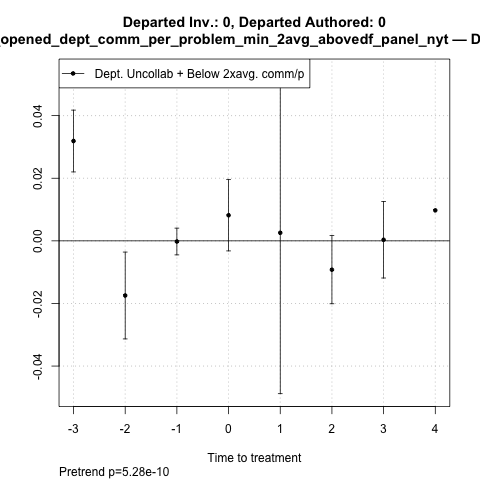 Departed Inv.: 0, Departed Authored: 0
opened_dept_comm_per_problem_min_2avg_abovedf_panel_nyt — D
Dept. Uncollab + Below 2xavg. comm/p
0.04
0.02
0.00
-0.02
-0.04
-3 -2 -1 0 1 2 3 4
Time to treatment
Pretrend p=5.28e-10